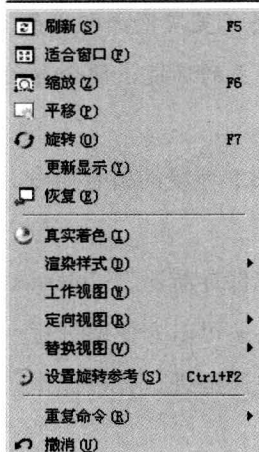 刷新(S) F5
适合窗口(F)
缩放(Z) F6
平移(P)
旋转(O) F7
更新显示(Y)
恢复(E)
真实着色(I)
渲染样式(D)
工作视图(W)
定向视图(R)
替换视图(V)
设置旋转参考(S) Ctrl+F2
重复命令(R)
撤消(U)